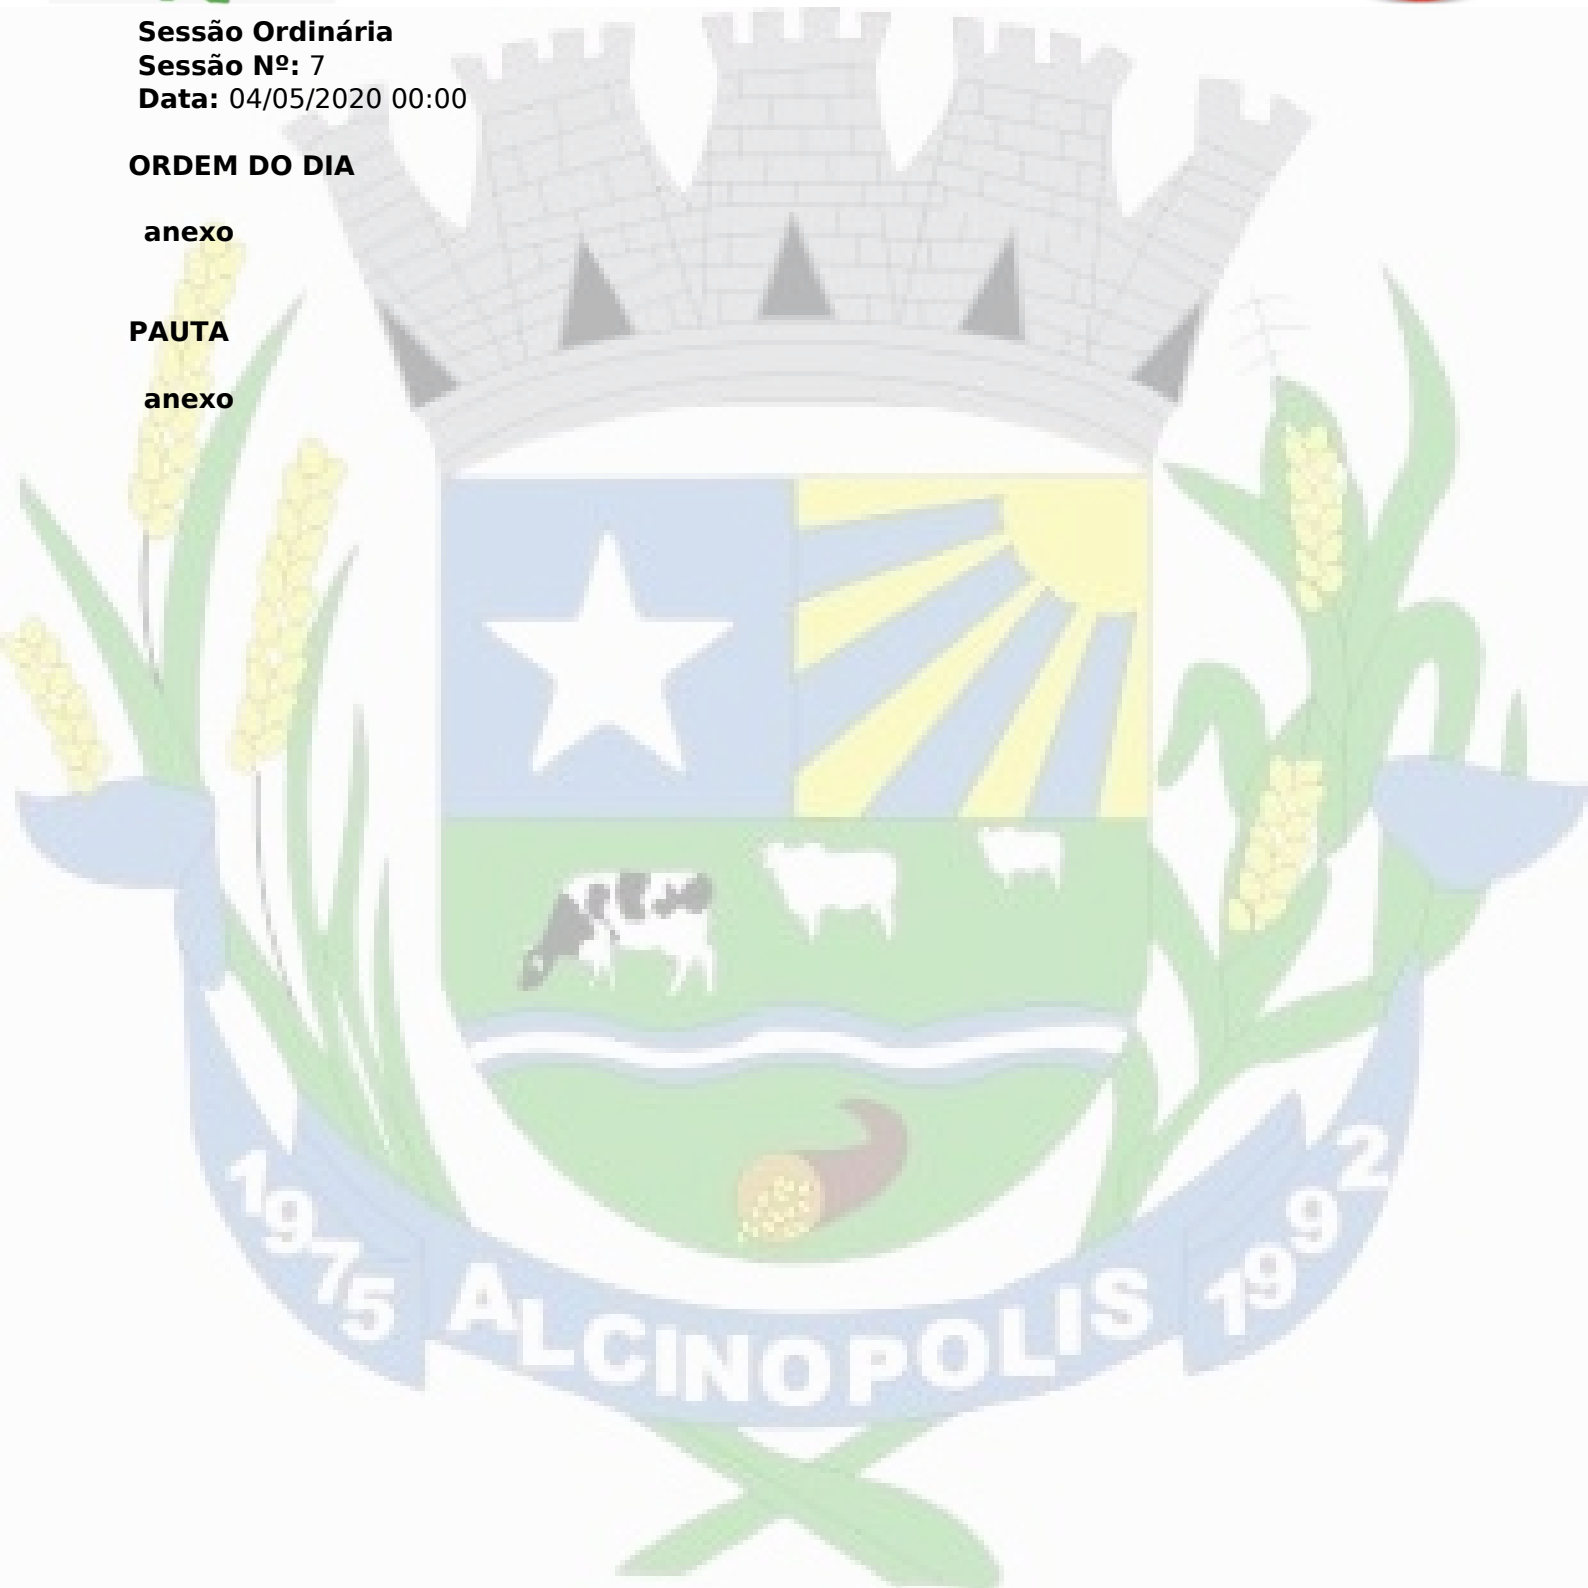 Sessão Ordinária
Sessão Nº: 7
Data: 04/05/2020 00:00
ORDEM DO DIA
anexo
PAUTA
anexo
1975 ALCINOPOLIS 1992